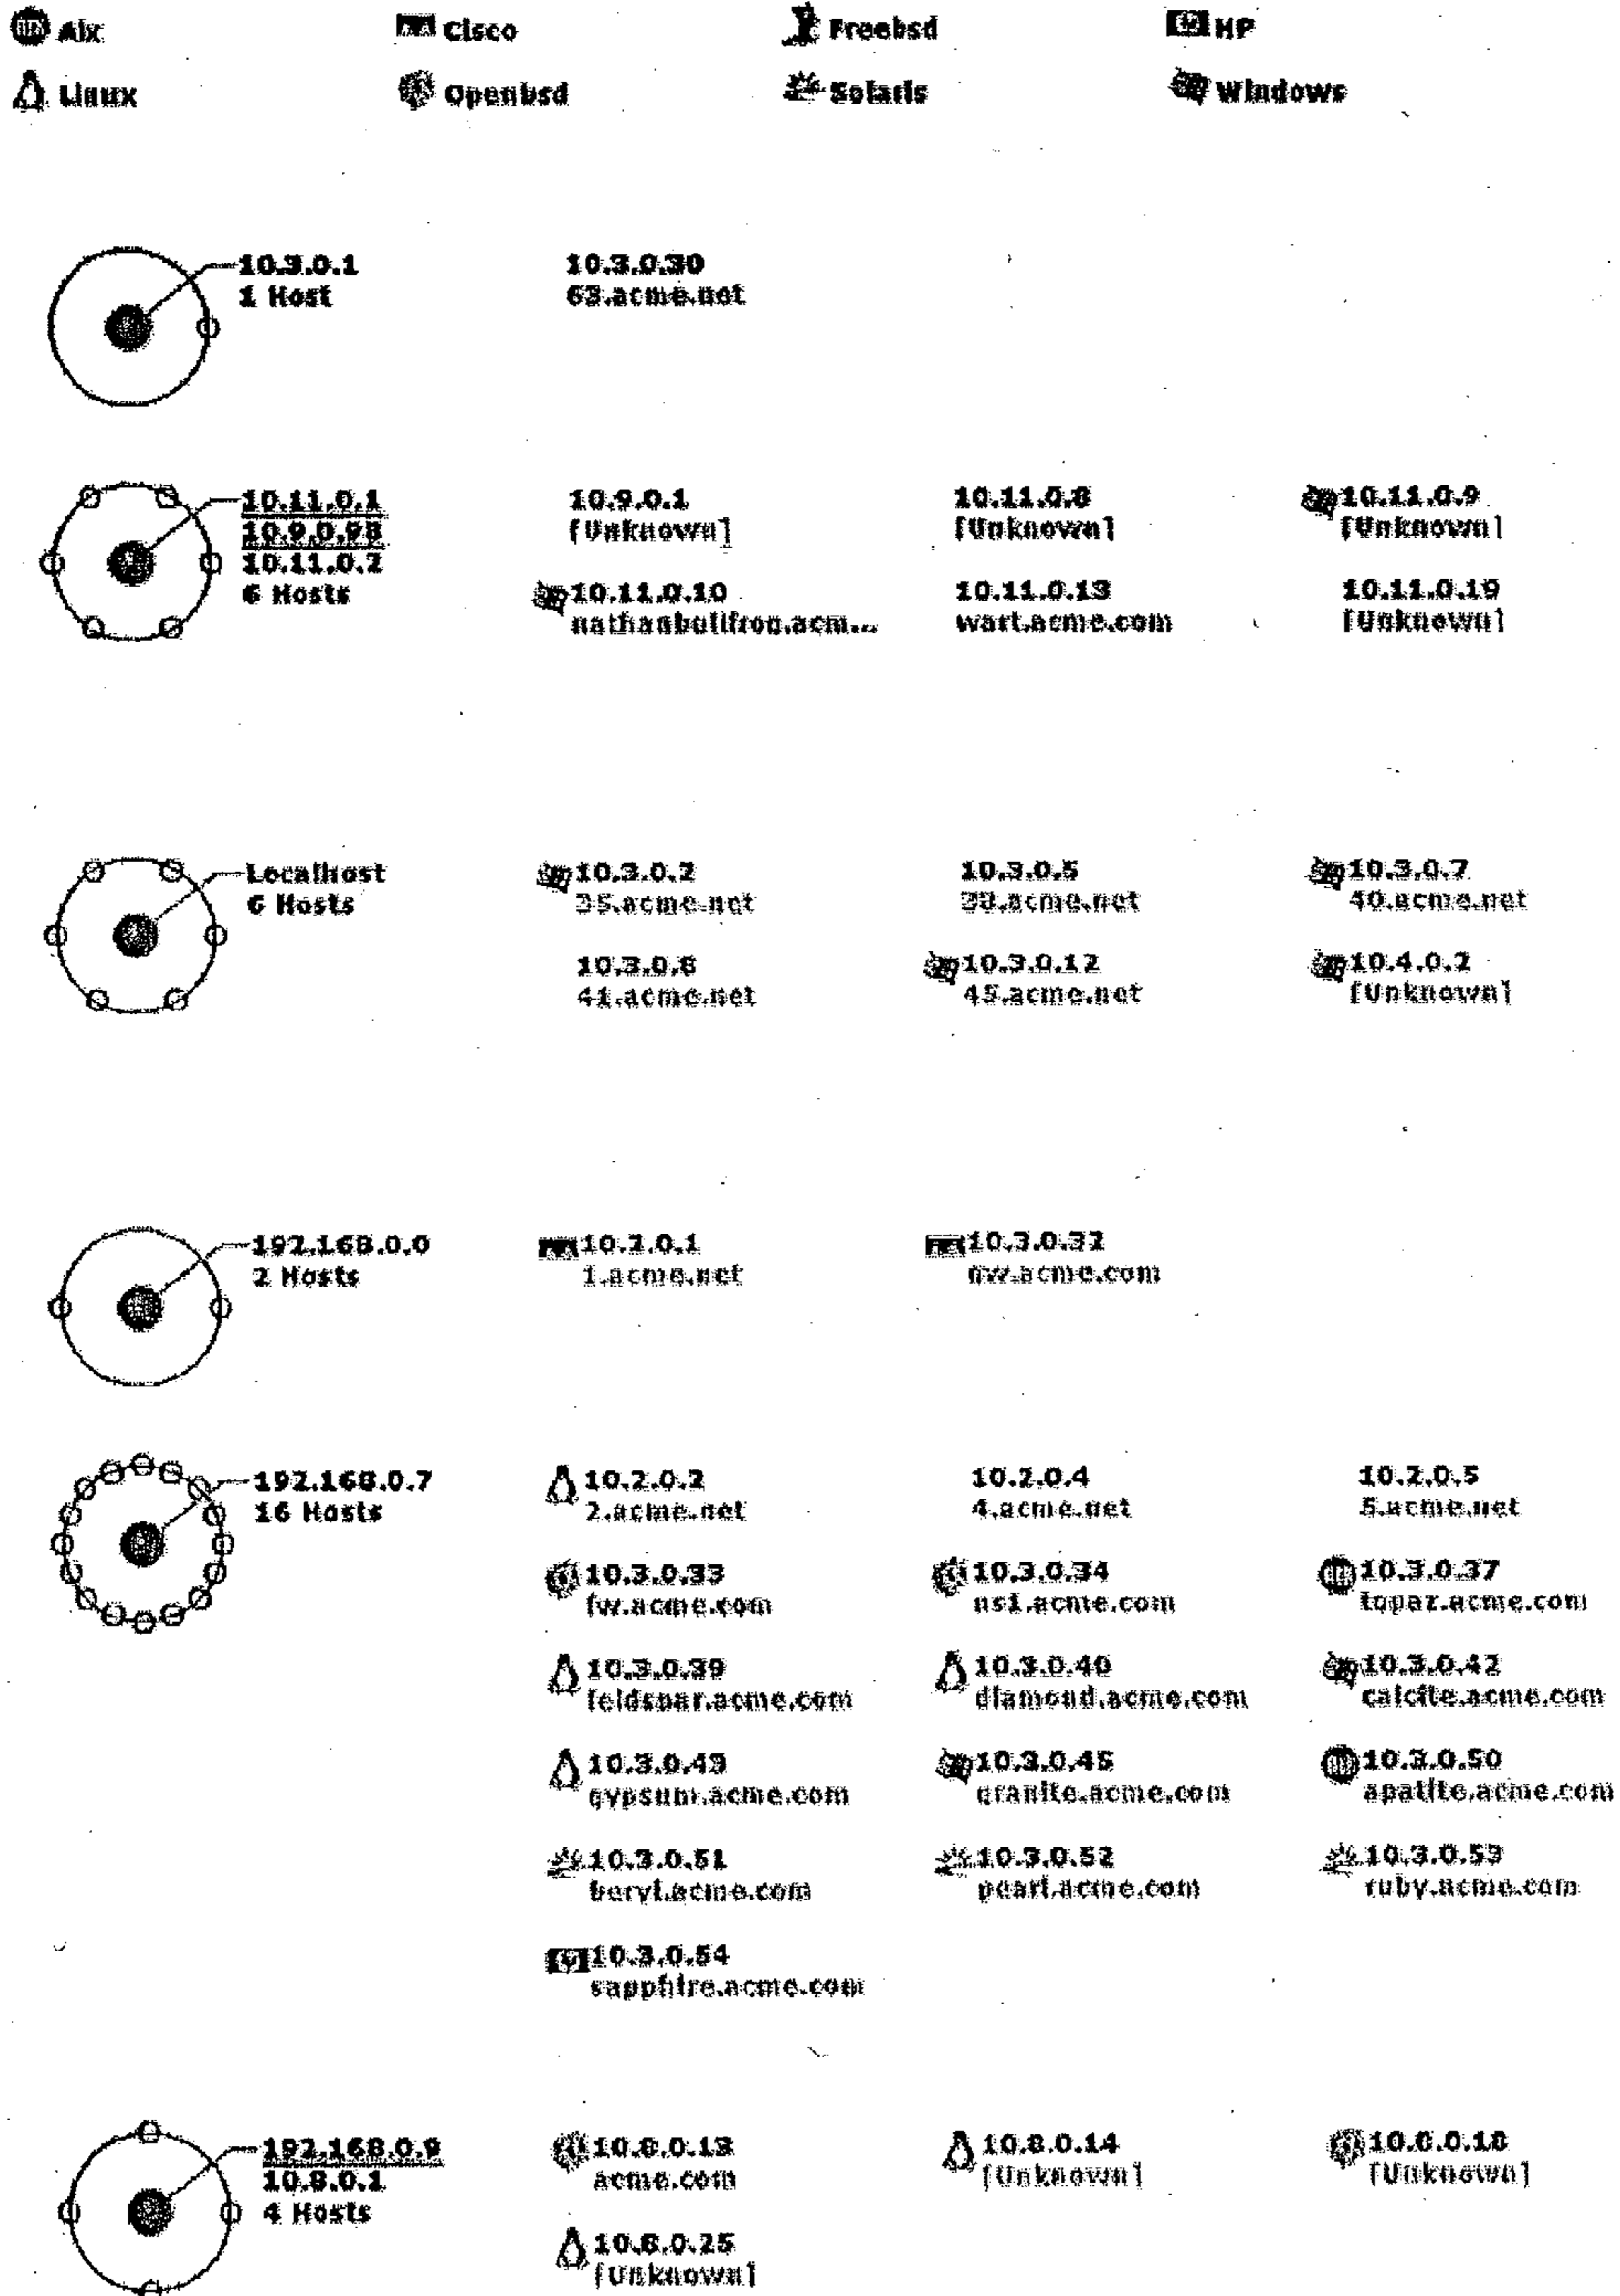 Aix Cisco Freebsd HP
Linux Openbsd Solaris Windows
10.3.0.1 10.3.0.30
1 Host 63.acme.net
10.11.0.1 10.9.0.1 10.11.0.8 10.11.0.9
10.9.0.98 [Unknown] [Unknown] [Unknown]
10.11.0.2
6 Hosts 10.11.0.10 10.11.0.13 10.11.0.19
nathanbullfrog.acm... wart.acme.com [Unknown]
Localhost 10.3.0.2 10.3.0.5 10.3.0.7
6 Hosts 35.acme.net 38.acme.net 40.acme.net
10.3.0.8 10.3.0.12 10.4.0.2
41.acme.net 45.acme.net [Unknown]
192.168.0.0 10.2.0.1 10.3.0.32
2 Hosts 1.acme.net gw.acme.com
192.168.0.7 10.2.0.2 10.2.0.4 10.2.0.5
16 Hosts 2.acme.net 4.acme.net 5.acme.net
10.3.0.33 10.3.0.34 10.3.0.37
fw.acme.com ns1.acme.com topaz.acme.com
10.3.0.39 10.3.0.40 10.3.0.42
feldspar.acme.com diamond.acme.com calcite.acme.com
10.3.0.43 10.3.0.45 10.3.0.50
gypsum.acme.com granite.acme.com apatite.acme.com
10.3.0.51 10.3.0.52 10.3.0.53
beryl.acme.com pearl.acme.com ruby.acme.com
10.3.0.54
sapphire.acme.com
192.168.0.9 10.8.0.13 10.8.0.14 10.8.0.18
10.8.0.1 acme.com [Unknown] [Unknown]
4 Hosts
10.8.0.25
[Unknown]